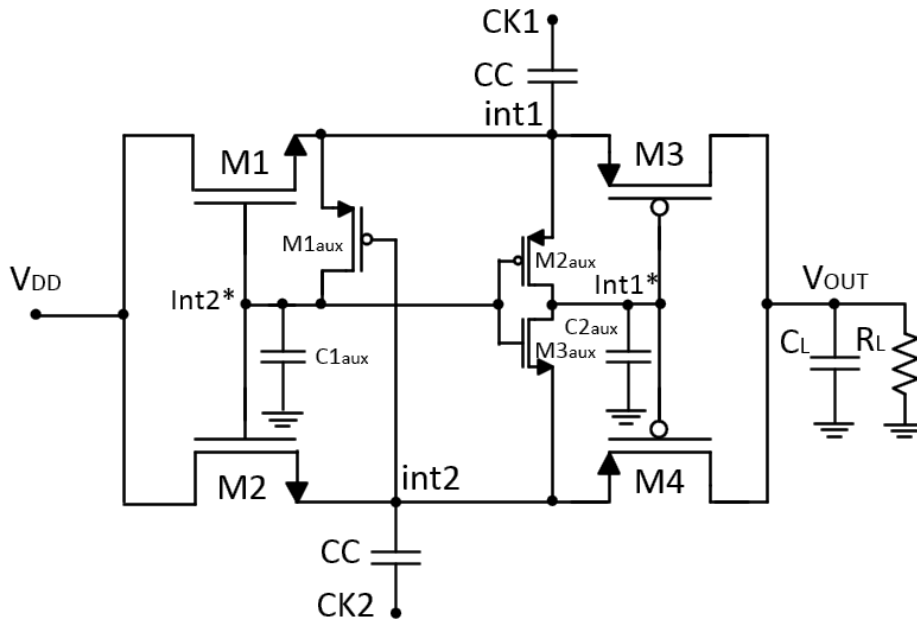 CK1
CC
int1
M1
M3
M1aux
M2aux
VDD
Int2*
Int1*
VOUT
C1aux
C2aux
M3aux
CL
RL
M2
int2
M4
CC
CK2